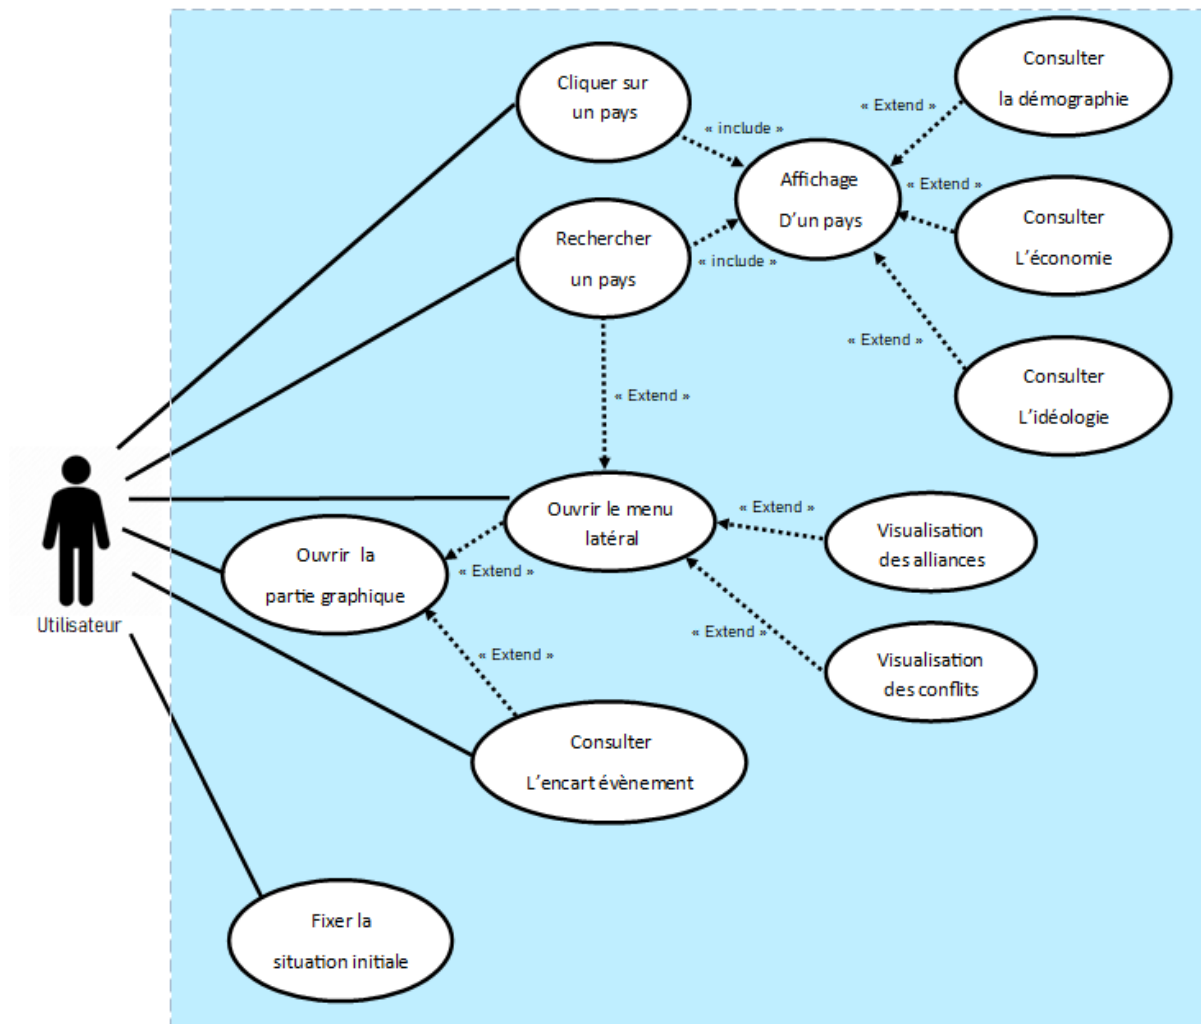 Cliquer sur
un pays
Consulter
la démographie
« Extend »
« include »
Affichage
D'un pays
« Extend »
Consulter
L'économie
Rechercher
un pays
« include »
« Extend »
Consulter
L'idéologie
« Extend »
Ouvrir le menu
latéral
« Extend »
Visualisation
des alliances
Ouvrir la
partie graphique
« Extend »
Utilisateur
« Extend »
« Extend »
Visualisation
des conflits
Consulter
L'encart évènement
Fixer la
situation initiale